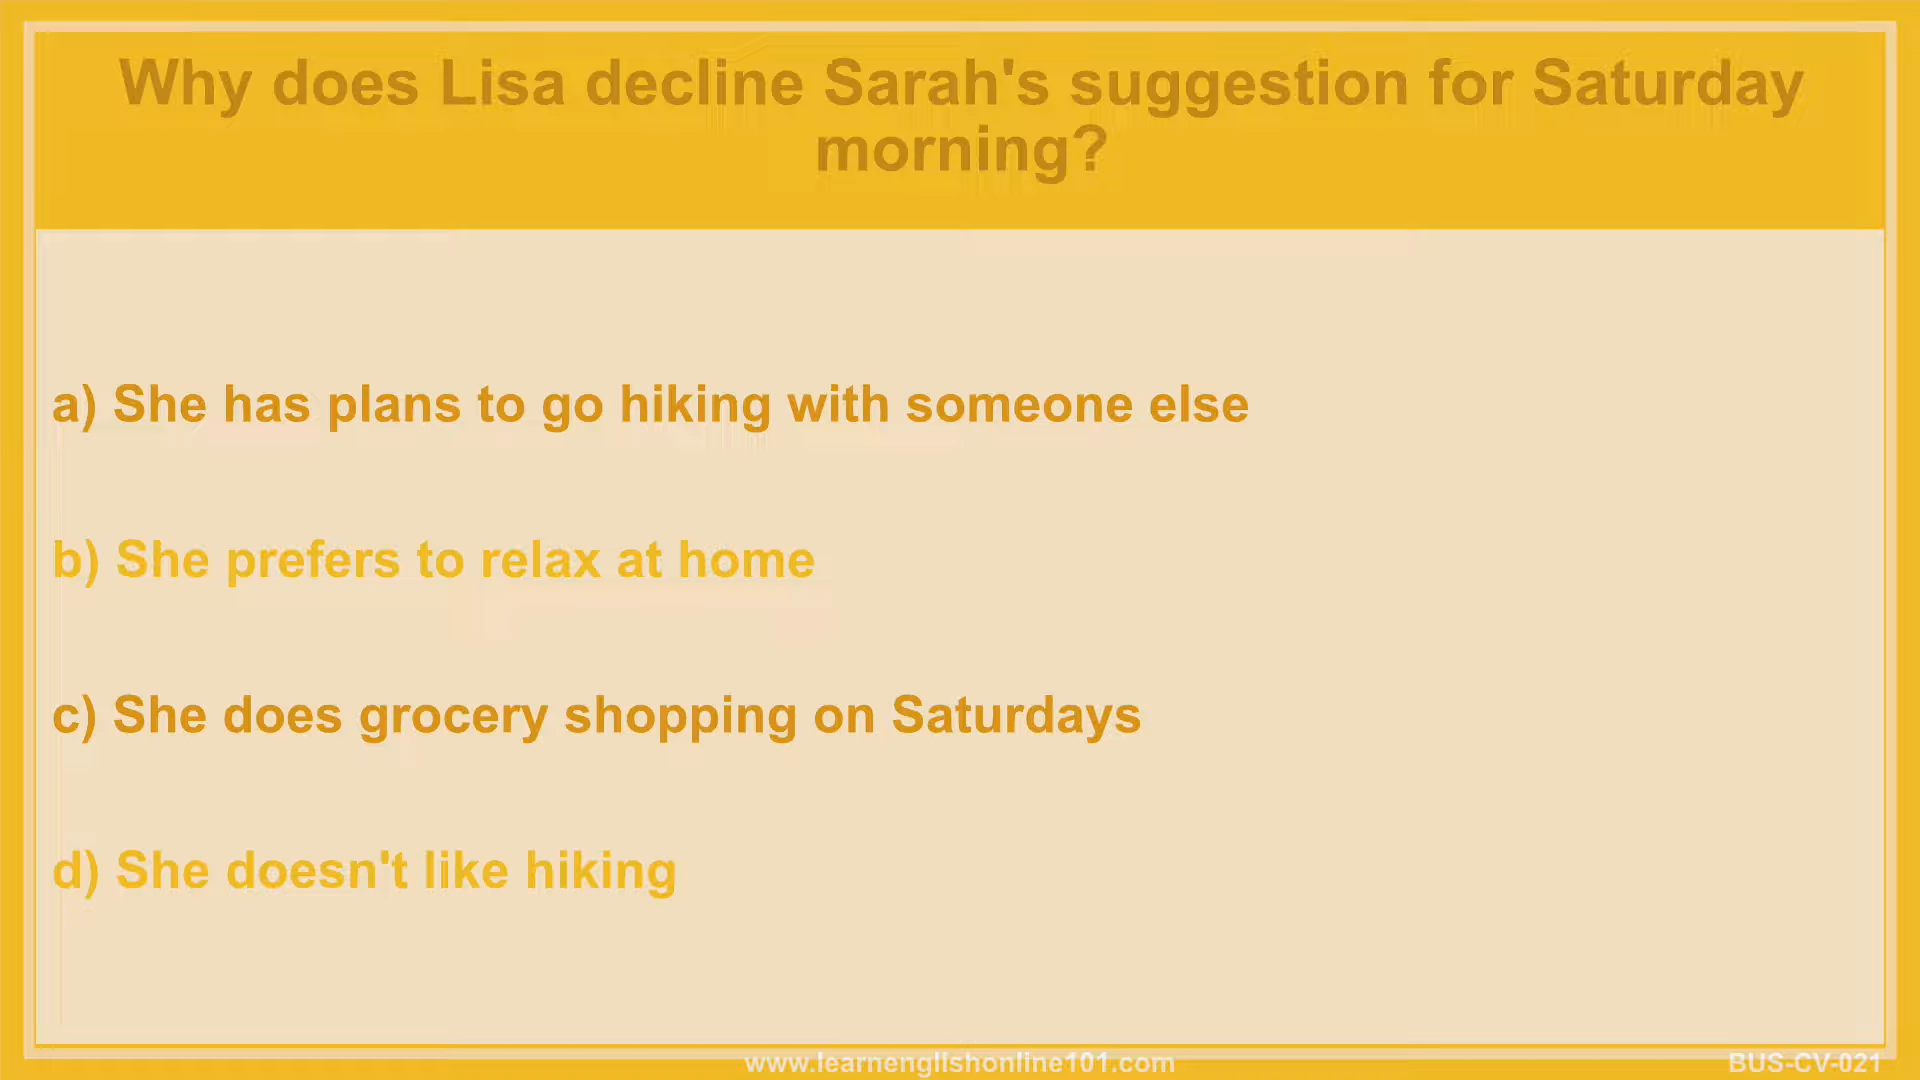 Why does Lisa decline Sarah's suggestion for Saturday
morning?
a) She has plans to go hiking with someone else
b) She prefers to relax at home
c) She does grocery shopping on Saturdays
d) She doesn't like hiking
www.learnenglishonline101.com
BUS-CV-021